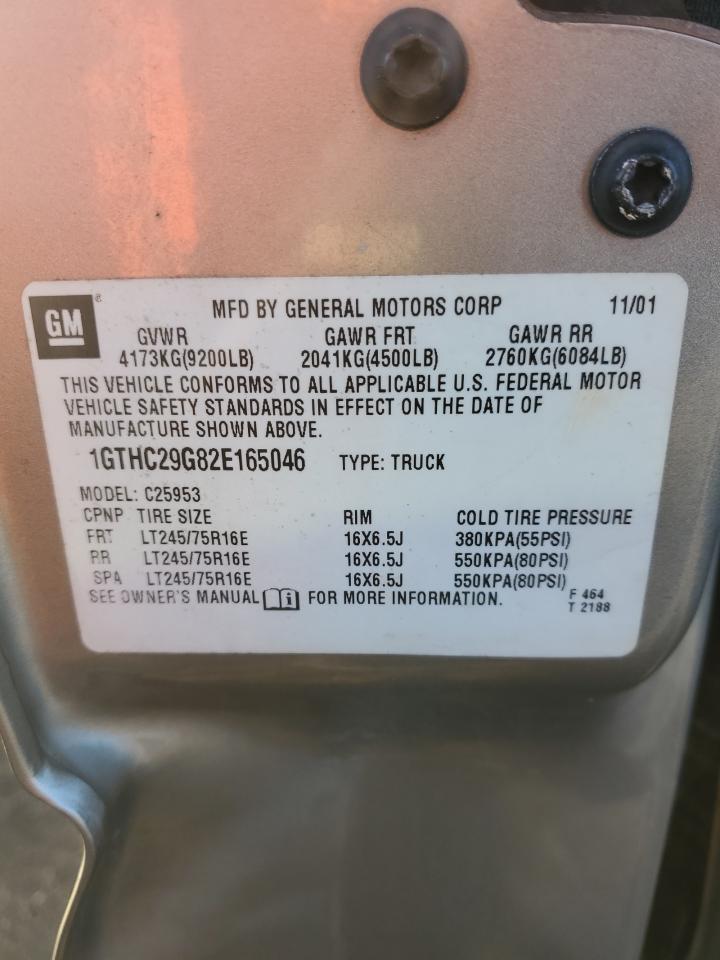 GM® MFD BY GENERAL MOTORS CORP 11/01
GVWR GAWR FRT GAWR RR
4173KG(9200LB) 2041KG(4500LB) 2760KG(6084LB)
THIS VEHICLE CONFORMS TO ALL APPLICABLE U.S. FEDERAL MOTOR
VEHICLE SAFETY STANDARDS IN EFFECT ON THE DATE OF
MANUFACTURE SHOWN ABOVE.
1GTHC29G82E165046 TYPE: TRUCK
MODEL: C25953
CPNP TIRE SIZE RIM COLD TIRE PRESSURE
FRT LT245/75R16E 16X6.5J 380KPA(55PSI)
RR LT245/75R16E 16X6.5J 550KPA(80PSI)
SPA LT245/75R16E 16X6.5J 550KPA(80PSI)
SEE OWNER'S MANUAL i FOR MORE INFORMATION. F 464
T 2188